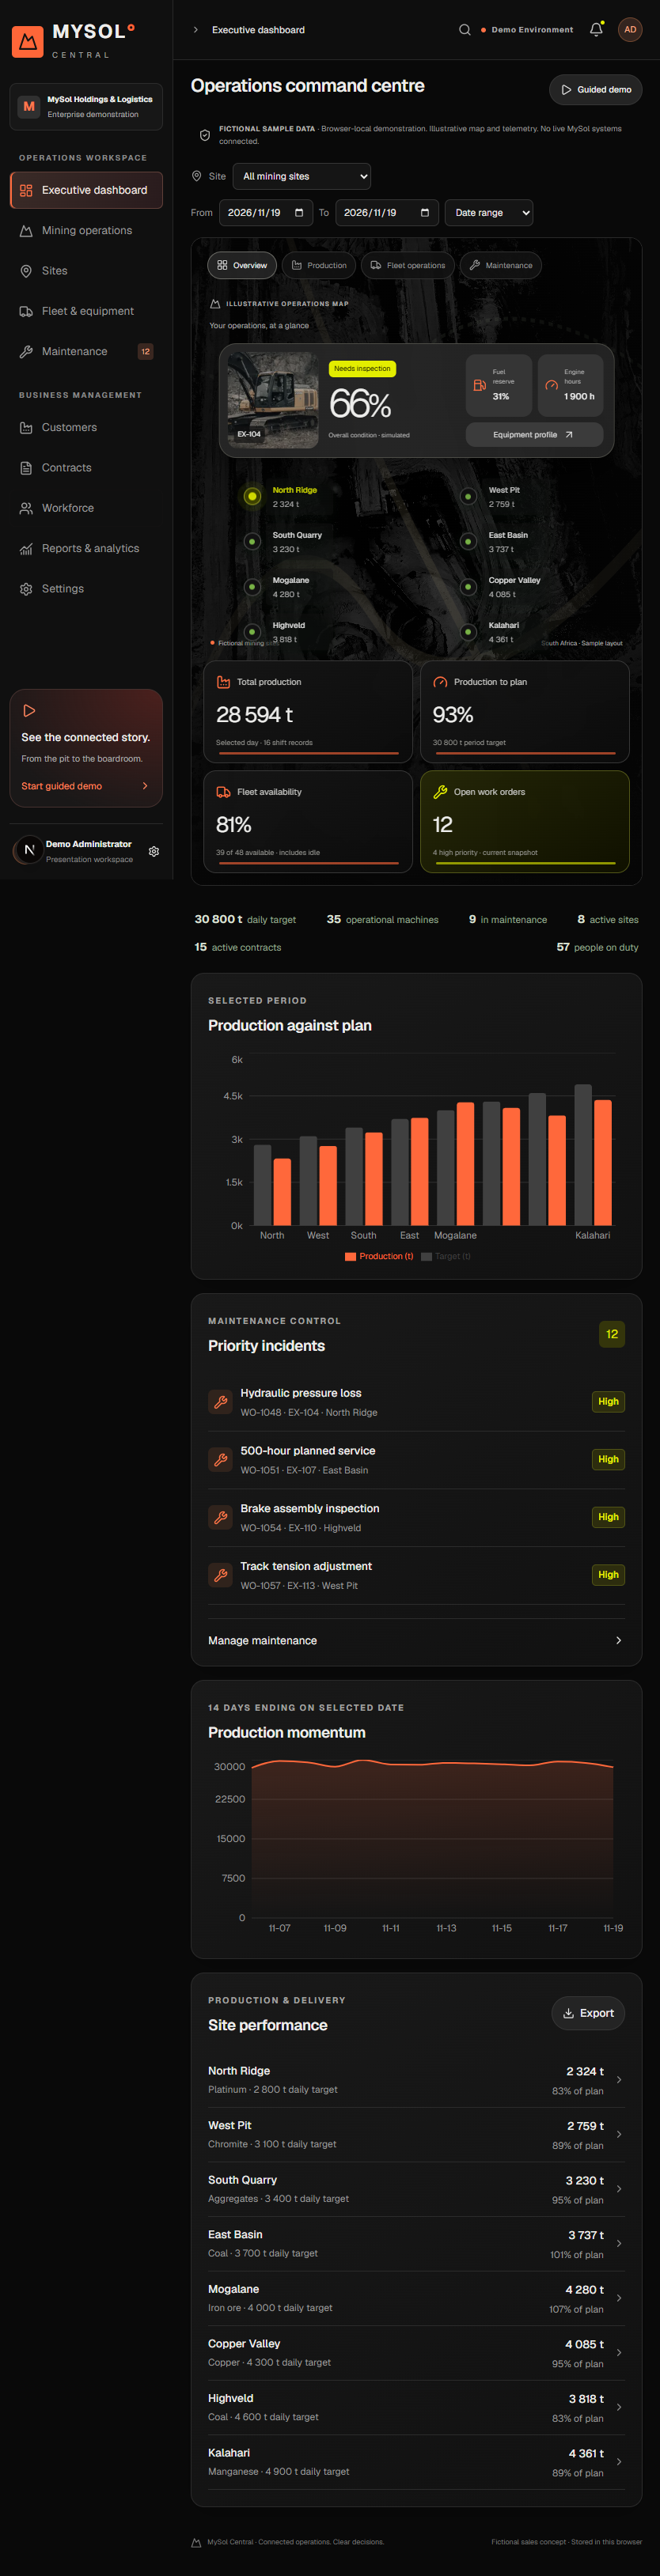 MYSOL
CENTRAL
M
MySol Holdings & Logistics
Enterprise demonstration
OPERATIONS WORKSPACE
Executive dashboard
Mining operations
Sites
Fleet & equipment
Maintenance
12
BUSINESS MANAGEMENT
Customers
Contracts
Workforce
Reports & analytics
Settings
See the connected story.
From the pit to the boardroom.
Start guided demo
N
Demo Administrator
Presentation workspace
Executive dashboard
Demo Environment
AD
Operations command centre
Guided demo
FICTIONAL SAMPLE DATA · Browser-local demonstration. Illustrative map and telemetry. No live MySol systems
connected.
Site
All mining sites
From
2026/11/19
To
2026/11/19
Date range
Overview
Production
Fleet operations
Maintenance
ILLUSTRATIVE OPERATIONS MAP
Your operations, at a glance
EX-104
Needs inspection
66%
Overall condition · simulated
Fuel
reserve
31%
Engine
hours
1 900 h
Equipment profile
North Ridge
2 324 t
West Pit
2 759 t
South Quarry
3 230 t
East Basin
3 737 t
Mogalane
4 280 t
Copper Valley
4 085 t
Highveld
3 818 t
Kalahari
4 361 t
Fictional mining sites
South Africa · Sample layout
Total production
28 594 t
Selected day · 16 shift records
Production to plan
93%
30 800 t period target
Fleet availability
81%
39 of 48 available · includes idle
Open work orders
12
4 high priority · current snapshot
30 800 t daily target
35 operational machines
9 in maintenance
8 active sites
15 active contracts
57 people on duty
SELECTED PERIOD
Production against plan
6k
4.5k
3k
1.5k
0k
North
West
South
East
Mogalane
Kalahari
Production (t)
Target (t)
MAINTENANCE CONTROL
Priority incidents
12
Hydraulic pressure loss
WO-1048 · EX-104 · North Ridge
High
500-hour planned service
WO-1051 · EX-107 · East Basin
High
Brake assembly inspection
WO-1054 · EX-110 · Highveld
High
Track tension adjustment
WO-1057 · EX-113 · West Pit
High
Manage maintenance
14 DAYS ENDING ON SELECTED DATE
Production momentum
30000
22500
15000
7500
0
11-07
11-09
11-11
11-13
11-15
11-17
11-19
PRODUCTION & DELIVERY
Site performance
Export
North Ridge
2 324 t
Platinum · 2 800 t daily target
83% of plan
West Pit
2 759 t
Chromite · 3 100 t daily target
89% of plan
South Quarry
3 230 t
Aggregates · 3 400 t daily target
95% of plan
East Basin
3 737 t
Coal · 3 700 t daily target
101% of plan
Mogalane
4 280 t
Iron ore · 4 000 t daily target
107% of plan
Copper Valley
4 085 t
Copper · 4 300 t daily target
95% of plan
Highveld
3 818 t
Coal · 4 600 t daily target
83% of plan
Kalahari
4 361 t
Manganese · 4 900 t daily target
89% of plan
MySol Central · Connected operations. Clear decisions.
Fictional sales concept · Stored in this browser